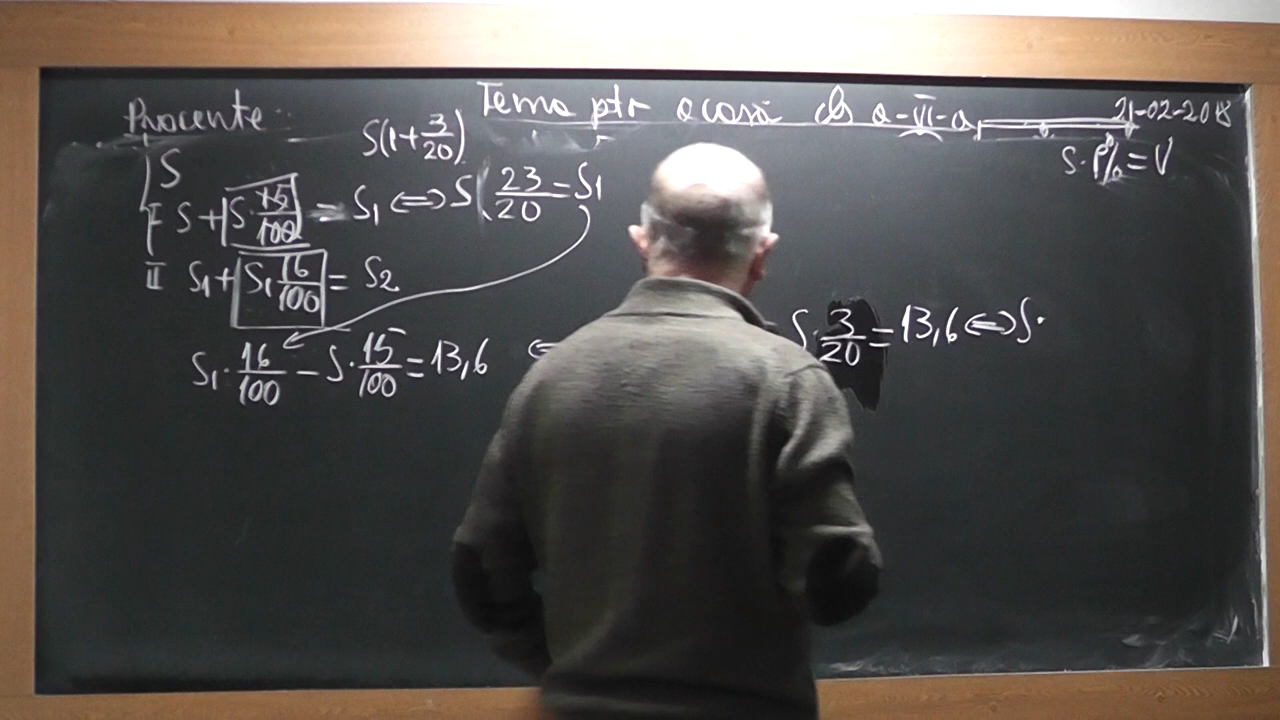 Procente: Tema ptr acasă cls a-VI-a 21-02-2018
S(1+3/20) S·P%=V
S
I S+S·15/100=S1⇔S(23/20=S1
II S1+S1 16/100=S2
S1·16/100-S·15/100=13,6 S·3/20=13,6⇔S·